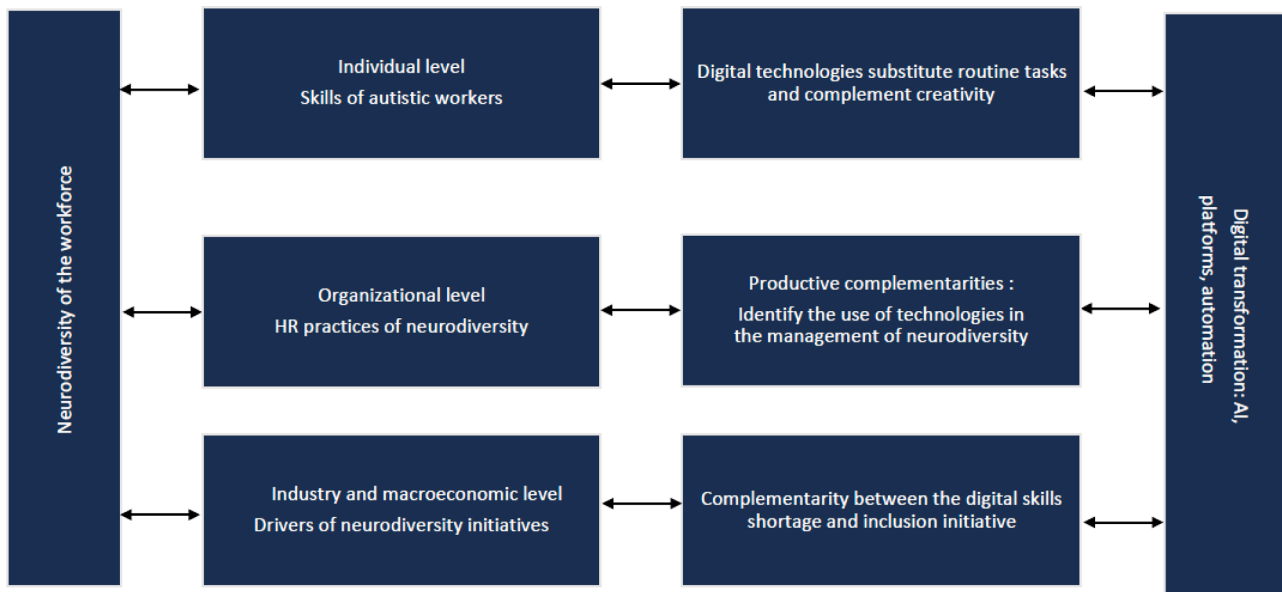 Neurodiversity of the workforce
Individual level
Skills of autistic workers
Digital technologies substitute routine tasks
and complement creativity
Organizational level
HR practices of neurodiversity
Productive complementarities :
Identify the use of technologies in
the management of neurodiversity
Industry and macroeconomic level
Drivers of neurodiversity initiatives
Complementarity between the digital skills
shortage and inclusion initiative
Digital transformation: AI,
platforms, automation